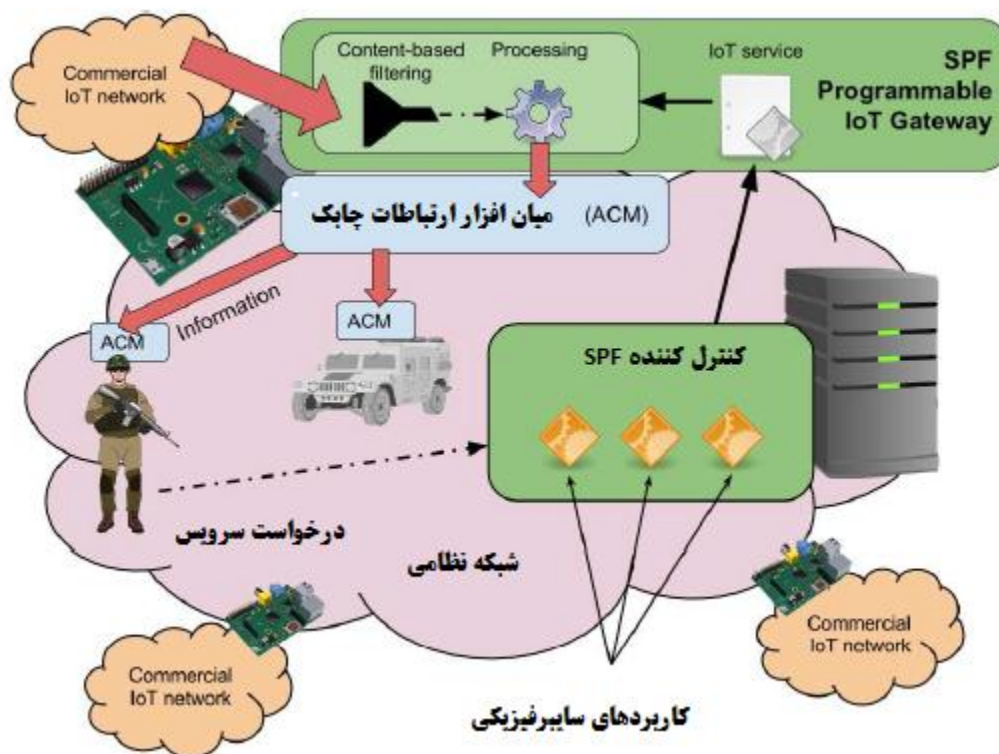 Commercial
IoT network
Content-based
filtering
Processing
IoT service
SPF
Programmable
IoT Gateway
میان افزار ارتباطات چابک (ACM)
Information
ACM
ACM
کنترل کننده SPF
درخواست سرویس
شبکه نظامی
Commercial
IoT network
Commercial
IoT network
کاربردهای سایبرفیزیکی